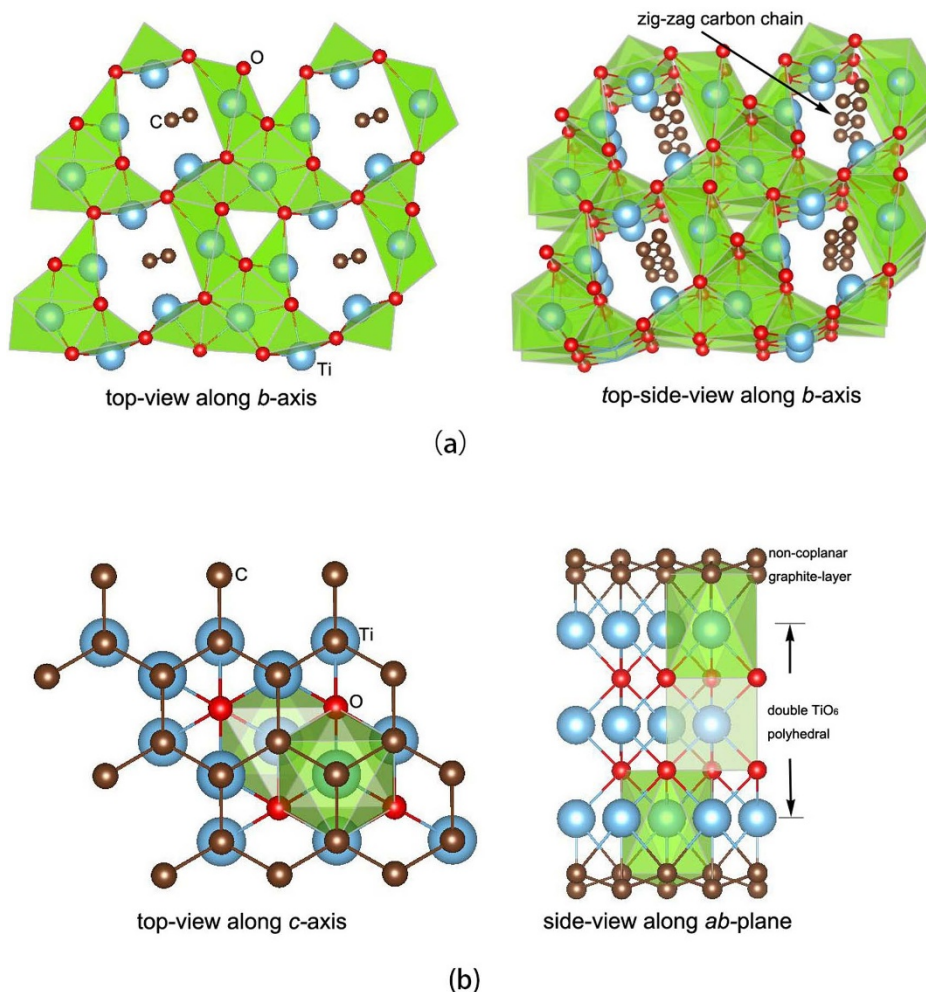 zig-zag carbon chain
O
C
Ti
top-view along b-axis
top-side-view along b-axis
(a)
C
Ti
O
non-coplanar
graphite-layer
double TiO₆
polyhedral
top-view along c-axis
side-view along ab-plane
(b)